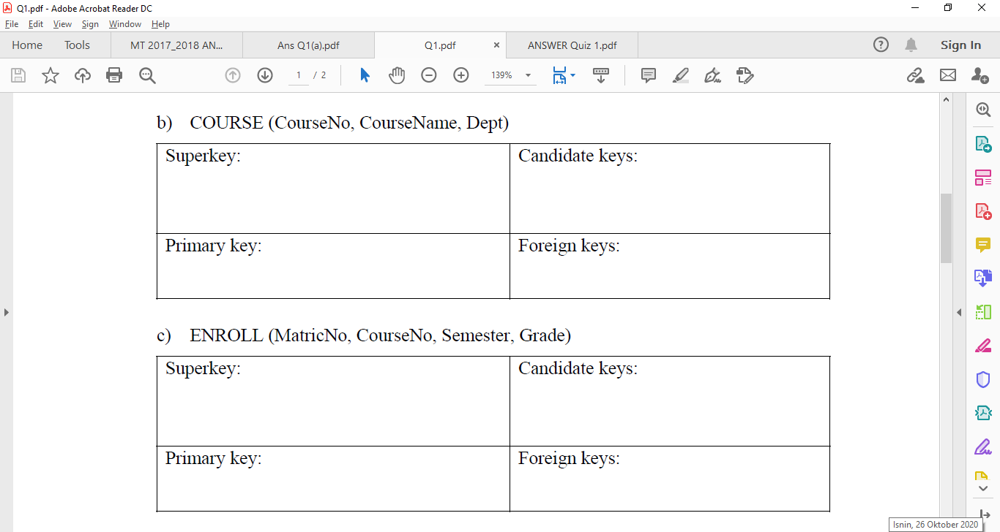 Q1.pdf - Adobe Acrobat Reader DC
File Edit View Sign Window Help
Home Tools MT 2017_2018 AN... Ans Q1(a).pdf Q1.pdf × ANSWER Quiz 1.pdf ? Sign In
1 / 2 139%
b) COURSE (CourseNo, CourseName, Dept)
Superkey: Candidate keys:
Primary key: Foreign keys:
c) ENROLL (MatricNo, CourseNo, Semester, Grade)
Superkey: Candidate keys:
Primary key: Foreign keys:
Isnin, 26 Oktober 2020